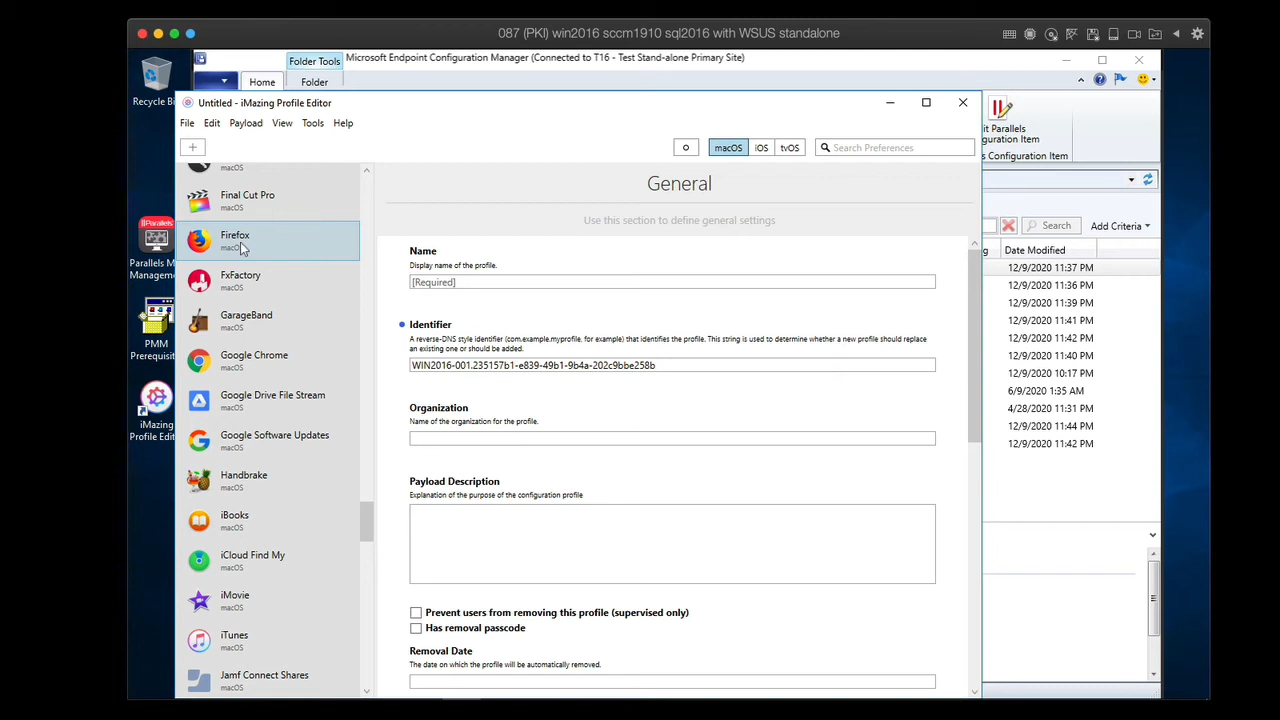 087 (PKI) win2016 sccm1910 sql2016 with WSUS standalone
Recycle Bi
Folder Tools
Microsoft Endpoint Configuration Manager (Connected to T16 - Test Stand-alone Primary Site)
Home
Folder
Untitled - iMazing Profile Editor
File Edit Payload View Tools Help
macOS iOS tvOS
Search Preferences
it Parallels
guration Item
s Configuration Item
Search
Add Criteria
g
Date Modified
12/9/2020 11:37 PM
12/9/2020 11:36 PM
12/9/2020 11:39 PM
12/9/2020 11:41 PM
12/9/2020 11:42 PM
12/9/2020 11:40 PM
12/9/2020 10:17 PM
6/9/2020 1:35 AM
4/28/2020 11:31 PM
12/9/2020 11:44 PM
12/9/2020 11:42 PM
Parallels
Parallels M
Managemen
PMM
Prerequisit
iMazing
Profile Edit
macOS
Final Cut Pro
macOS
Firefox
macOS
FxFactory
macOS
GarageBand
macOS
Google Chrome
macOS
Google Drive File Stream
macOS
Google Software Updates
macOS
Handbrake
macOS
iBooks
macOS
iCloud Find My
macOS
iMovie
macOS
iTunes
macOS
Jamf Connect Shares
macOS
General
Use this section to define general settings
Name
Display name of the profile.
[Required]
Identifier
A reverse-DNS style identifier (com.example.myprofile, for example) that identifies the profile. This string is used to determine whether a new profile should replace
an existing one or should be added.
WIN2016-001.235157b1-e839-49b1-9b4a-202c9bbe258b
Organization
Name of the organization for the profile.
Payload Description
Explanation of the purpose of the configuration profile
Prevent users from removing this profile (supervised only)
Has removal passcode
Removal Date
The date on which the profile will be automatically removed.